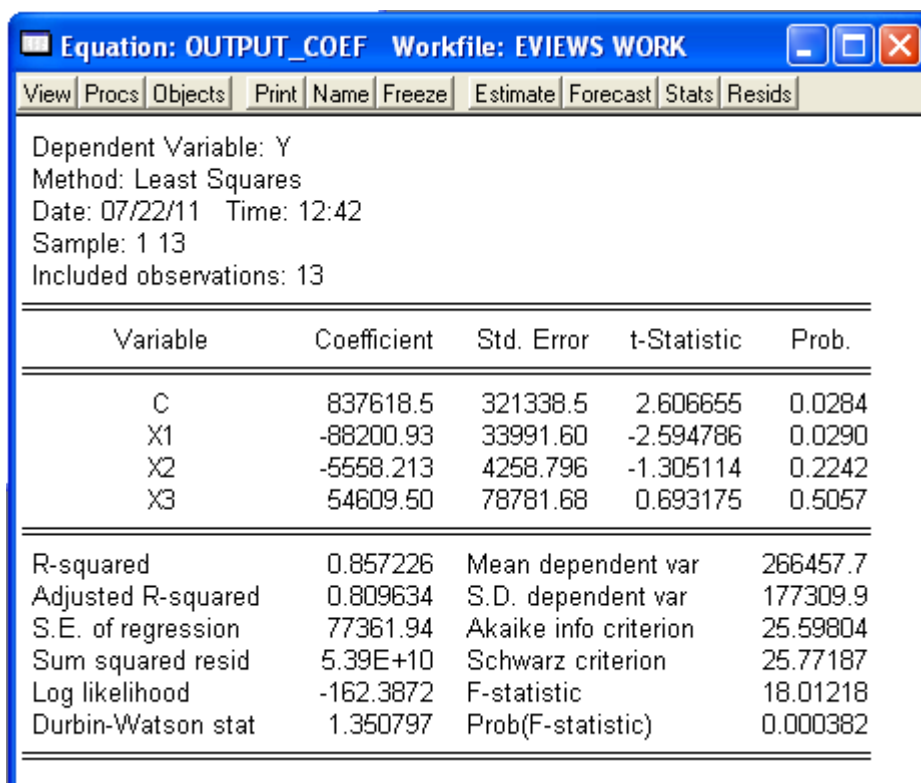 Equation: OUTPUT_COEF Workfile: EVIEWS WORK
View Procs Objects Print Name Freeze Estimate Forecast Stats Resids
Dependent Variable: Y
Method: Least Squares
Date: 07/22/11 Time: 12:42
Sample: 1 13
Included observations: 13
Variable Coefficient Std. Error t-Statistic Prob.
C 837618.5 321338.5 2.606655 0.0284
X1 -88200.93 33991.60 -2.594786 0.0290
X2 -5558.213 4258.796 -1.305114 0.2242
X3 54609.50 78781.68 0.693175 0.5057
R-squared 0.857226 Mean dependent var 266457.7
Adjusted R-squared 0.809634 S.D. dependent var 177309.9
S.E. of regression 77361.94 Akaike info criterion 25.59804
Sum squared resid 5.39E+10 Schwarz criterion 25.77187
Log likelihood -162.3872 F-statistic 18.01218
Durbin-Watson stat 1.350797 Prob(F-statistic) 0.000382